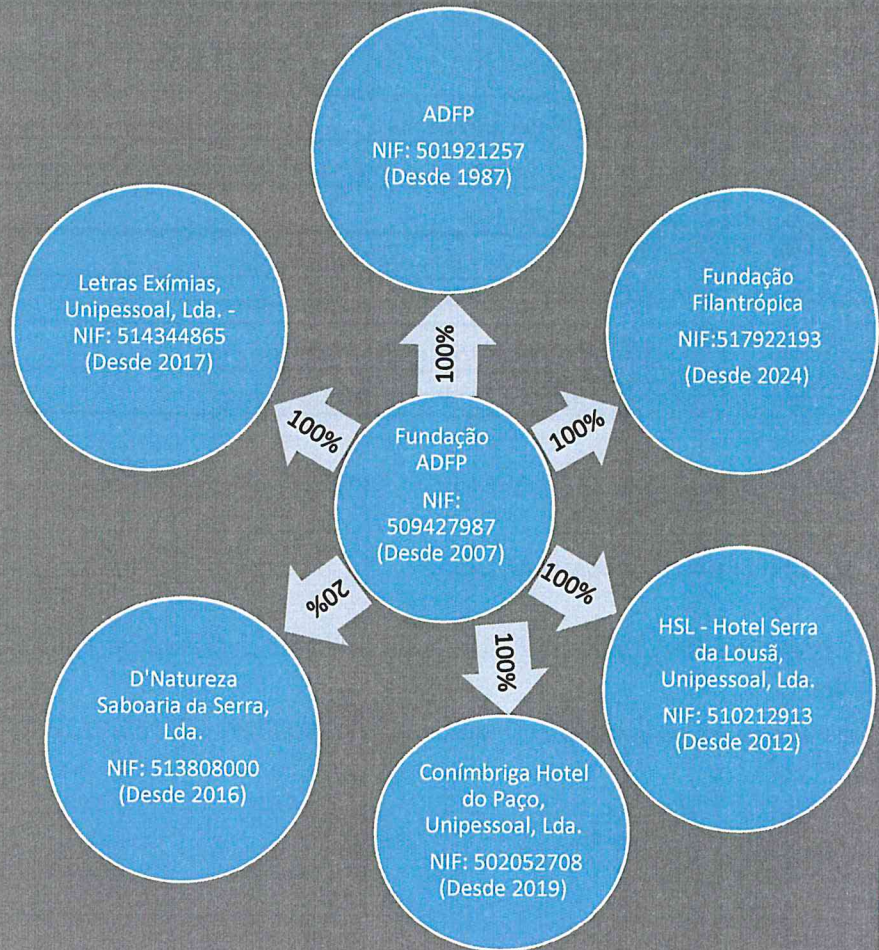 ADFP
NIF: 501921257
(Desde 1987)
Letras Exímias,
Unipessoal, Lda. -
NIF: 514344865
(Desde 2017)
Fundação
Filantrópica
NIF:517922193
(Desde 2024)
100%
100%
100%
Fundação
ADFP
NIF:
509427987
(Desde 2007)
20%
100%
100%
HSL - Hotel Serra
da Lousã,
Unipessoal, Lda.
NIF: 510212913
(Desde 2012)
D'Natureza
Saboaria da Serra,
Lda.
NIF: 513808000
(Desde 2016)
Conímbriga Hotel
do Paço,
Unipessoal, Lda.
NIF: 502052708
(Desde 2019)